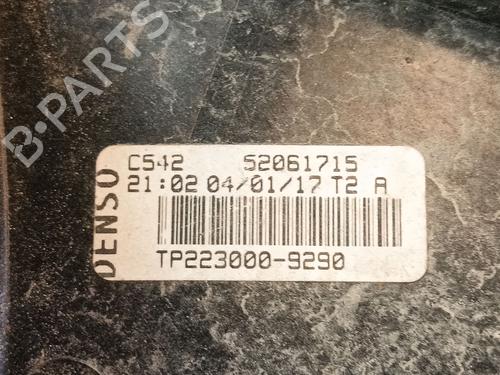 B-PARTS
DENSO
C542 52061715
21:02 04/01/17 T2 A
TP223000-9290